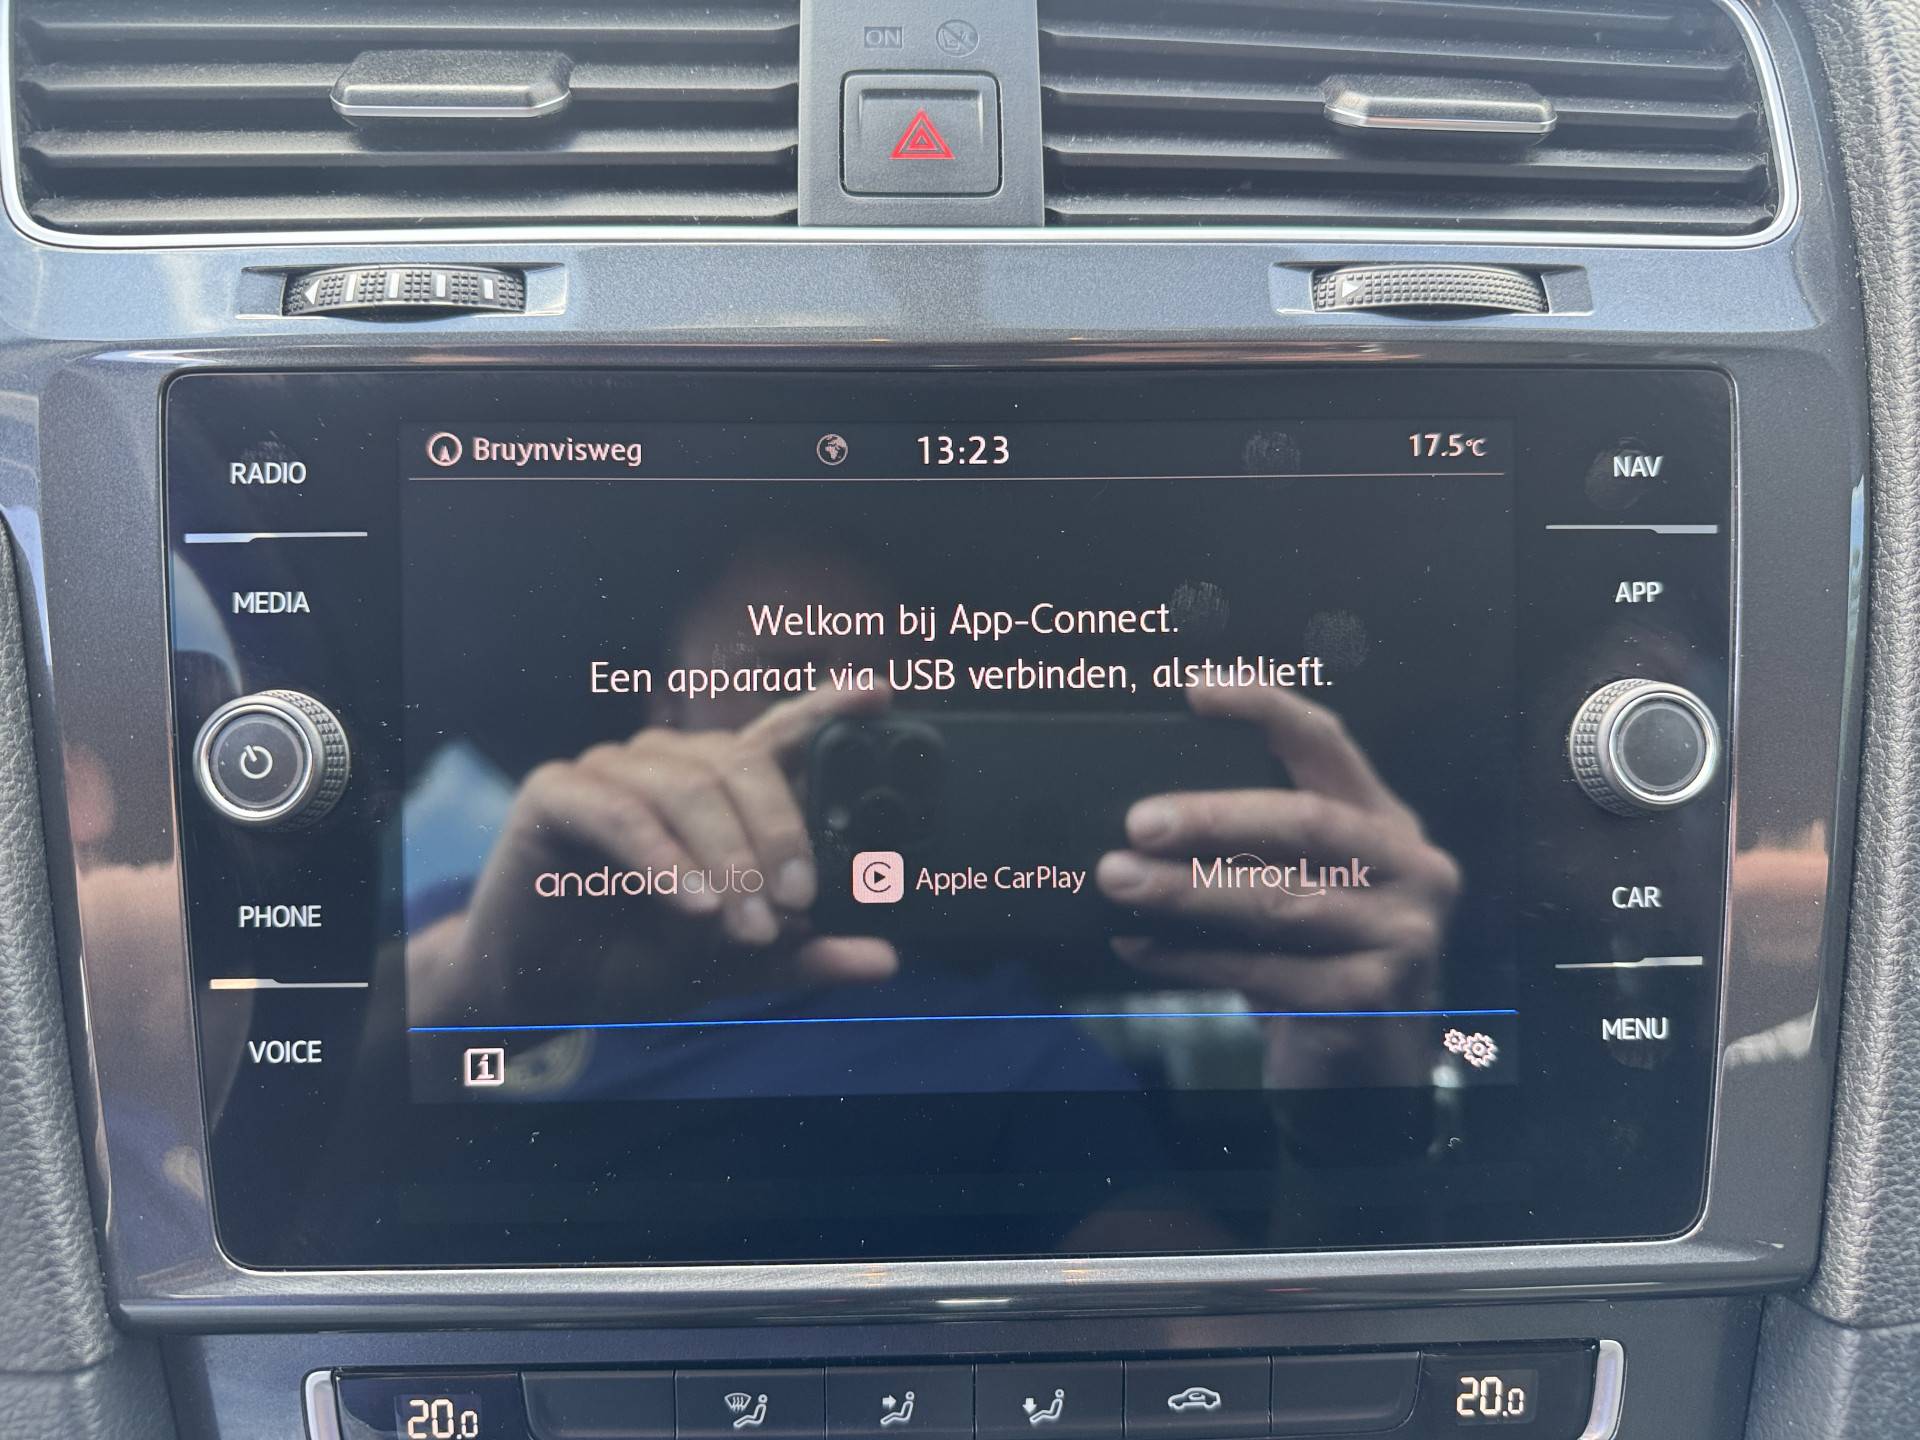 ON
Bruynvisweg 13:23 17.5°C
RADIO
NAV
MEDIA
APP
Welkom bij App-Connect.
Een apparaat via USB verbinden, alstublieft.
androidauto
Apple CarPlay
MirrorLink
PHONE
CAR
VOICE
MENU
i
20.0
20.0